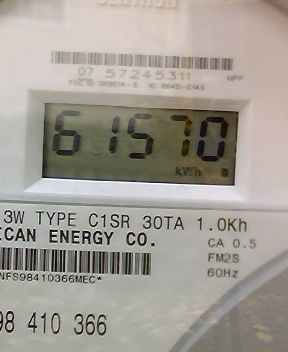 07 57245311
61570
kWh
3W TYPE C1SR 30TA 1.0Kh
ICAN ENERGY CO.
CA 0.5
FM2S
60Hz
NFS98410366MEC*
98 410 366